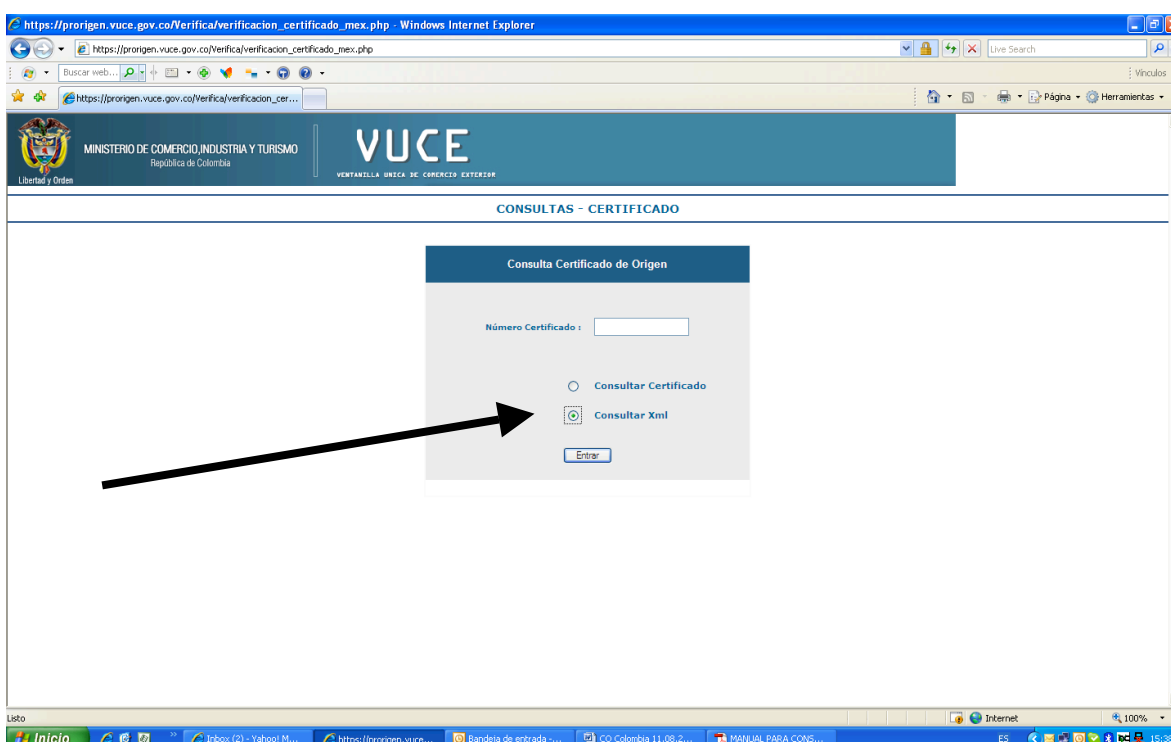 https://prorigen.vuce.gov.co/Verifica/verificacion_certificado_mex.php - Windows Internet Explorer
https://prorigen.vuce.gov.co/Verifica/verificacion_certificado_mex.php
Live Search
Buscar web...
Vínculos
https://prorigen.vuce.gov.co/Verifica/verificacion_cer...
Página
Herramientas
MINISTERIO DE COMERCIO,INDUSTRIA Y TURISMO
República de Colombia
Libertad y Orden
VUCE
VENTANILLA UNICA DE COMERCIO EXTERIOR
CONSULTAS - CERTIFICADO
Consulta Certificado de Origen
Número Certificado :
Consultar Certificado
Consultar Xml
Entrar
Listo
Internet
100%
Inicio
Inbox (2) - Yahoo! M...
https://prorigen.vuce...
Bandeja de entrada -...
CO Colombia 11.08.2...
MANUAL PARA CONS...
ES